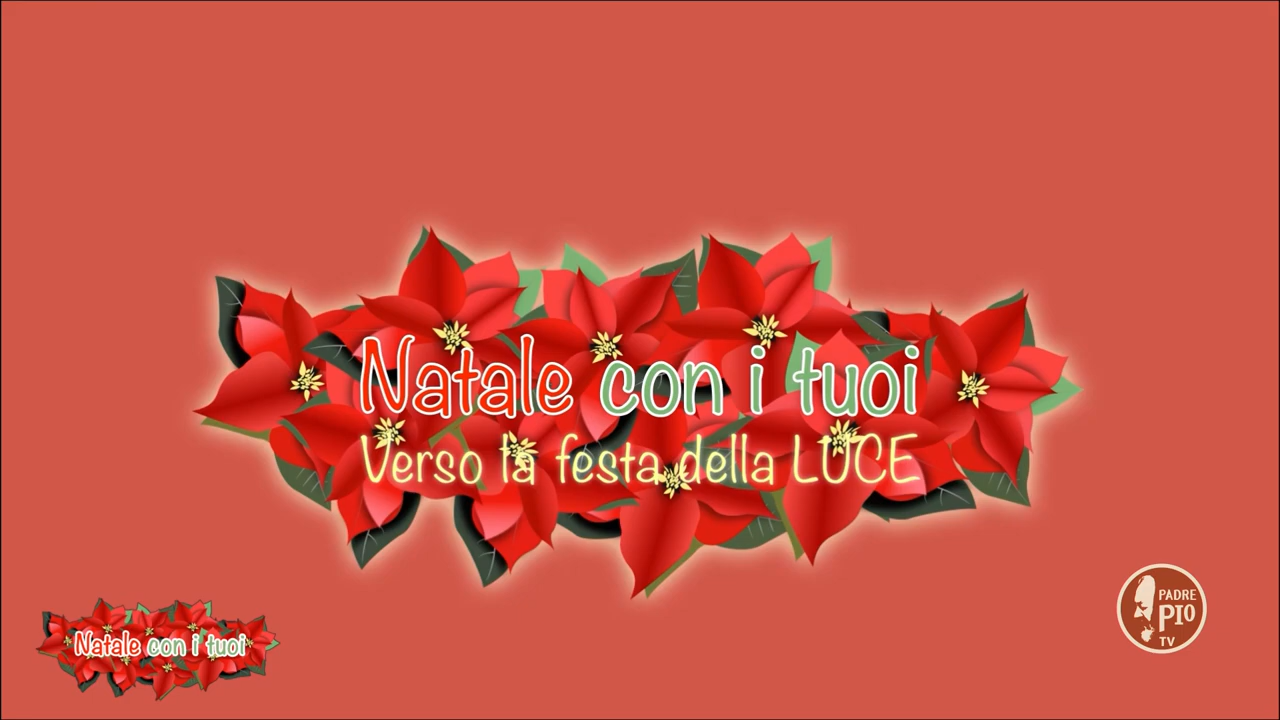 Natale con i tuoi
Verso la festa della LUCE
Natale con i tuoi
PADRE
PIO
TV